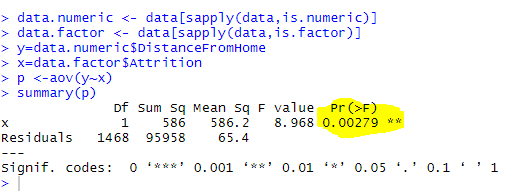 > data.numeric <- data[sapply(data,is.numeric)]
> data.factor <- data[sapply(data,is.factor)]
> y=data.numeric$DistanceFromHome
> x=data.factor$Attrition
> p <-aov(y~x)
> summary(p)
Df Sum Sq Mean Sq F value Pr(>F)
x 1 586 586.2 8.968 0.00279 **
Residuals 1468 95958 65.4
---
Signif. codes: 0 ‘***’ 0.001 ‘**’ 0.01 ‘*’ 0.05 ‘.’ 0.1 ‘ ’ 1
>